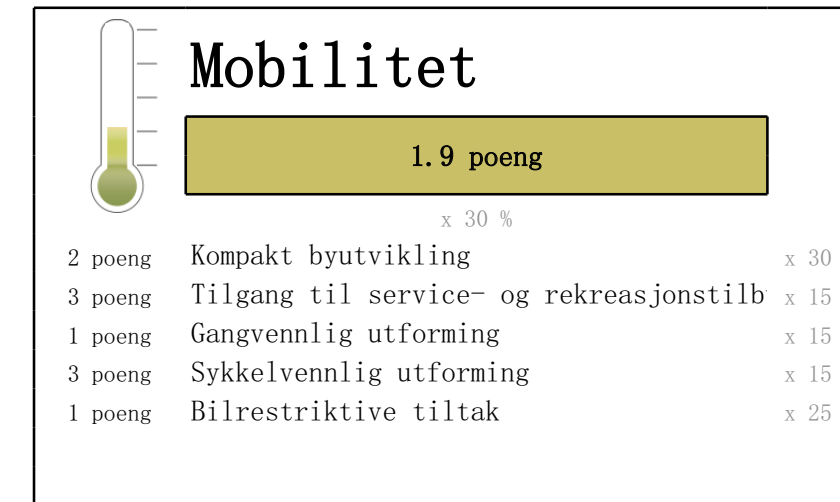 Mobilitet
1.9 poeng
x 30 %
2 poeng Kompakt byutvikling x 30
3 poeng Tilgang til service- og x 15
1 poeng Gangvennlig utforming x 15
3 poeng Sykkelvennlig utforming x 15
1 poeng Bilrestriktive tiltak x 25